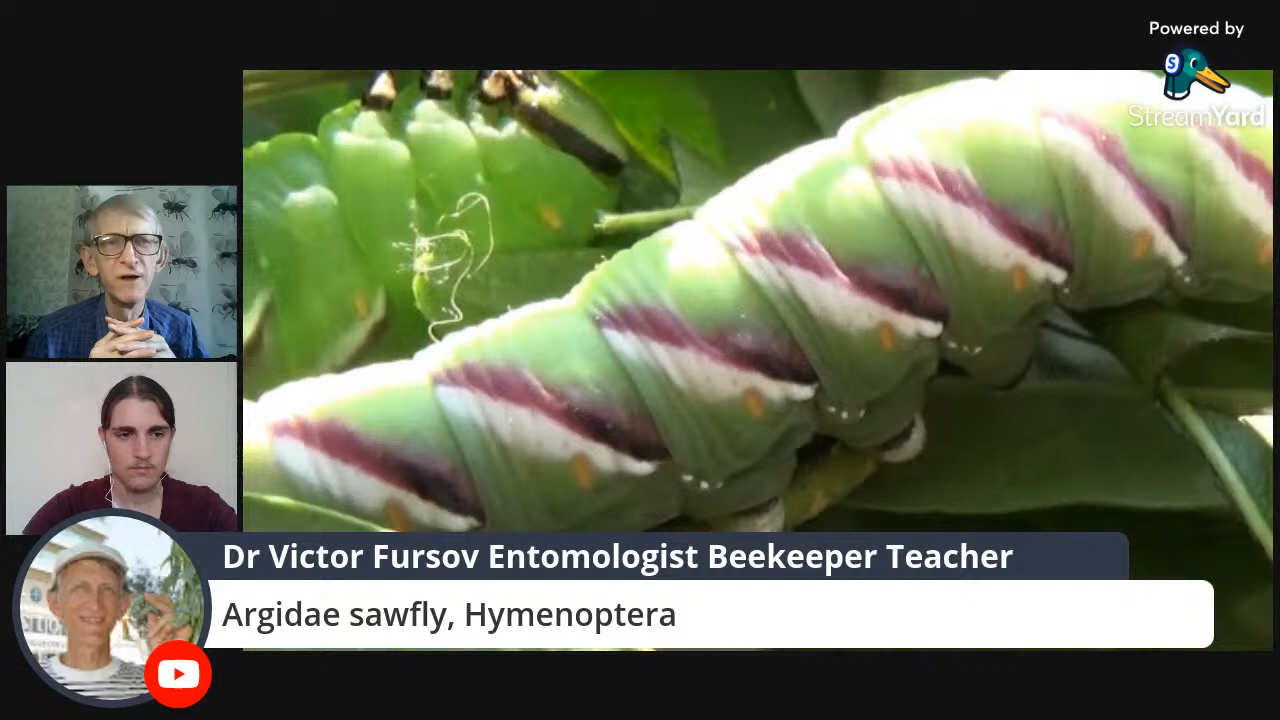 Powered by
StreamYard
Dr Victor Fursov Entomologist Beekeeper Teacher
Argidae sawfly, Hymenoptera